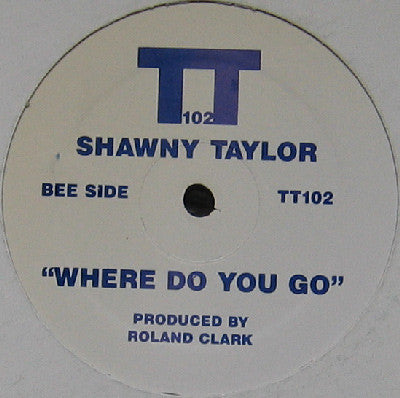 TT
102
SHAWNY TAYLOR
BEE SIDE TT102
"WHERE DO YOU GO"
PRODUCED BY
ROLAND CLARK